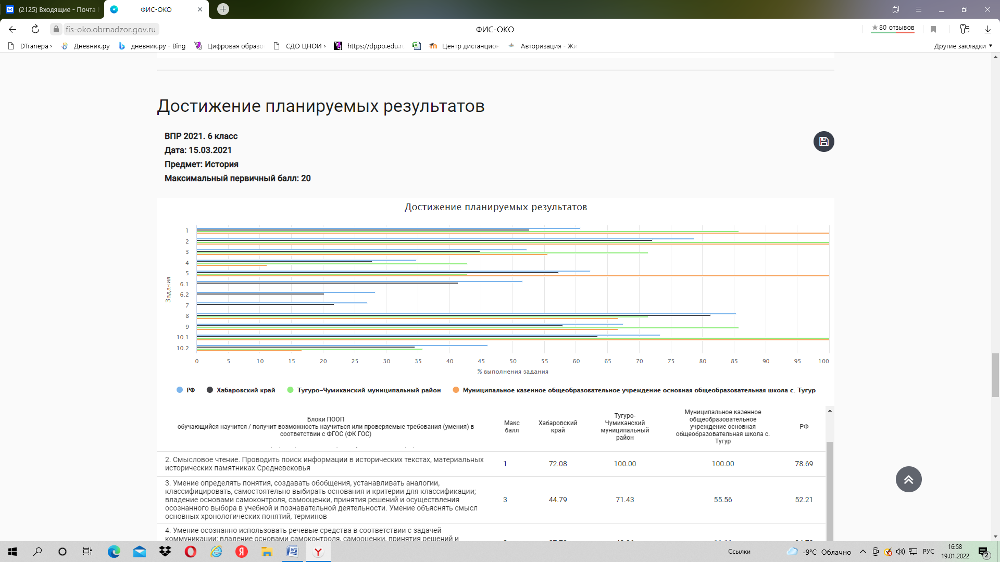 (2125) Входящие - Почта
ФИС-ОКО
fis-oko.obrnadzor.gov.ru
ФИС-ОКО
80 отзывов
DTranepa ›
Дневник.ру
дневник.ру - Bing
Цифровая образо
СДО ЦНОИ ›
https://dppo.edu.ru
Центр дистанцион
Авторизация - Жи
Другие закладки
Достижение планируемых результатов
ВПР 2021. 6 класс
Дата: 15.03.2021
Предмет: История
Максимальный первичный балл: 20
Достижение планируемых результатов
Задания
1
2
3
4
5
6.1
6.2
7
8
9
10.1
10.2
0 5 10 15 20 25 30 35 40 45 50 55 60 65 70 75 80 85 90 95 100
% выполнения задания
РФ Хабаровский край Тугуро-Чумиканский муниципальный район Муниципальное казенное общеобразовательное учреждение основная общеобразовательная школа с. Тугур
Блоки ПООП
обучающийся научится / получит возможность научиться или проверяемые требования (умения) в
соответствии с ФГОС (ФК ГОС)
Макс
балл
Хабаровский
край
Тугуро-
Чумиканский
муниципальный
район
Муниципальное казенное
общеобразовательное
учреждение основная
общеобразовательная школа с.
Тугур
РФ
2. Смысловое чтение. Проводить поиск информации в исторических текстах, материальных
исторических памятниках Средневековья
1 72.08 100.00 100.00 78.69
3. Умение определять понятия, создавать обобщения, устанавливать аналогии,
классифицировать, самостоятельно выбирать основания и критерии для классификации;
владение основами самоконтроля, самооценки, принятия решений и осуществления
осознанного выбора в учебной и познавательной деятельности. Умение объяснять смысл
основных хронологических понятий, терминов
3 44.79 71.43 55.56 52.21
4. Умение осознанно использовать речевые средства в соответствии с задачей
коммуникации; владение основами самоконтроля, самооценки, принятия решений и
Ссылки
-9°C Облачно
РУС
16:58
19.01.2022
2